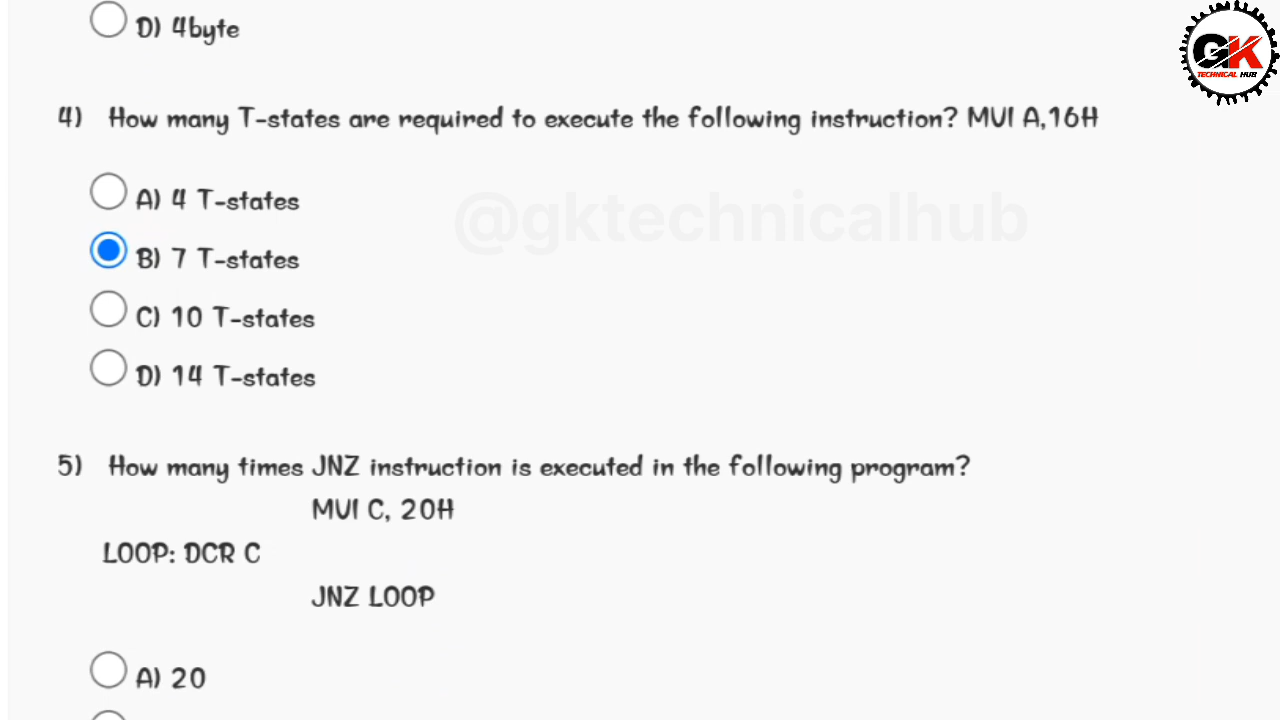 D) 4byte
GK
TECHNICAL HUB
4) How many T-states are required to execute the following instruction? MVI A,16H
A) 4 T-states
@gktechnicalhub
B) 7 T-states
C) 10 T-states
D) 14 T-states
5) How many times JNZ instruction is executed in the following program?
MVI C, 20H
LOOP: DCR C
JNZ LOOP
A) 20